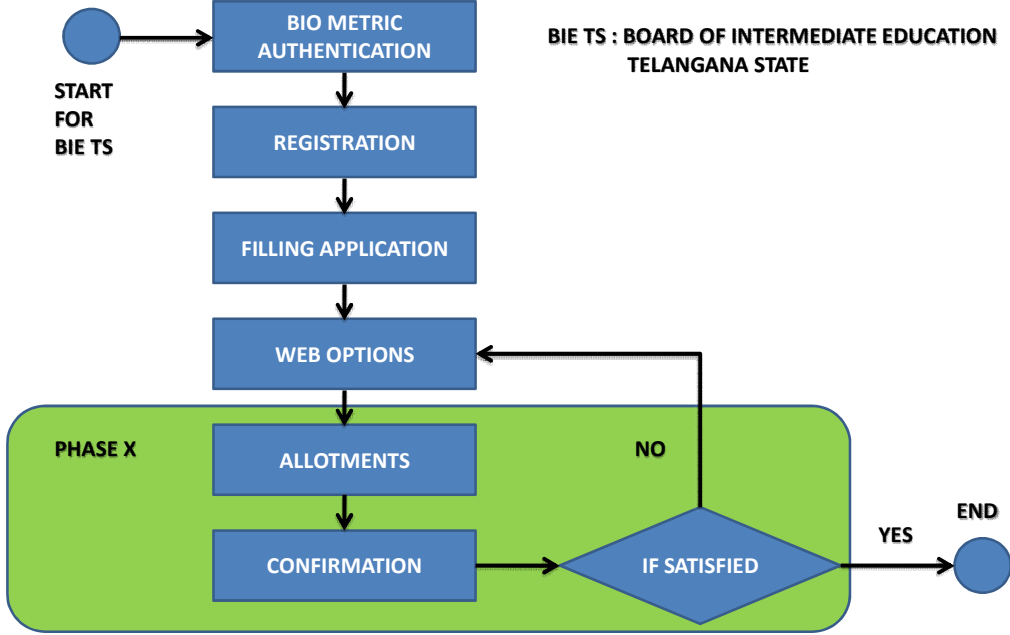 BIO METRIC
AUTHENTICATION
BIE TS : BOARD OF INTERMEDIATE EDUCATION
TELANGANA STATE
START
FOR
BIE TS
REGISTRATION
FILLING APPLICATION
WEB OPTIONS
PHASE X
ALLOTMENTS
NO
CONFIRMATION
IF SATISFIED
YES
END